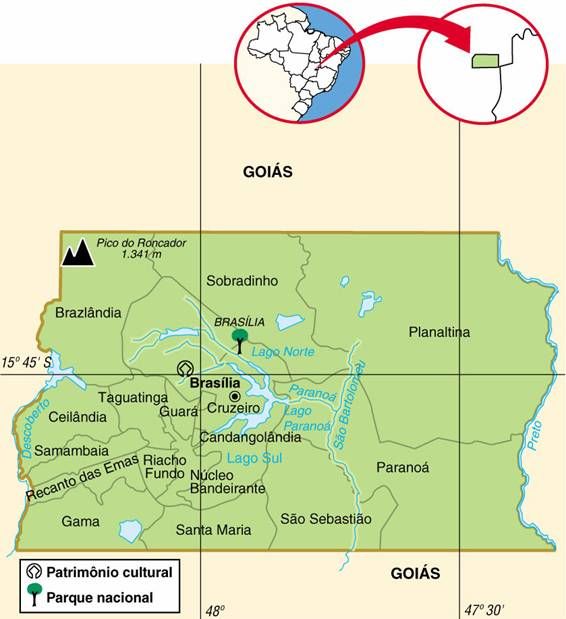 GOIÁS
Pico do Roncador
1.341 m
Sobradinho
Brazlândia
BRASÍLIA
Planaltina
Lago Norte
15º 45' S
Brasília
Taguatinga
Paranoá
Guará
Cruzeiro
Lago
Paranoá
Ceilândia
São Bartolomeu
Descoberto
Candangolândia
Preto
Samambaia
Lago Sul
Riacho
Fundo
Recanto das Emas
Núcleo
Bandeirante
Paranoá
Gama
Santa Maria
São Sebastião
Patrimônio cultural
Parque nacional
GOIÁS
48º
47º 30'